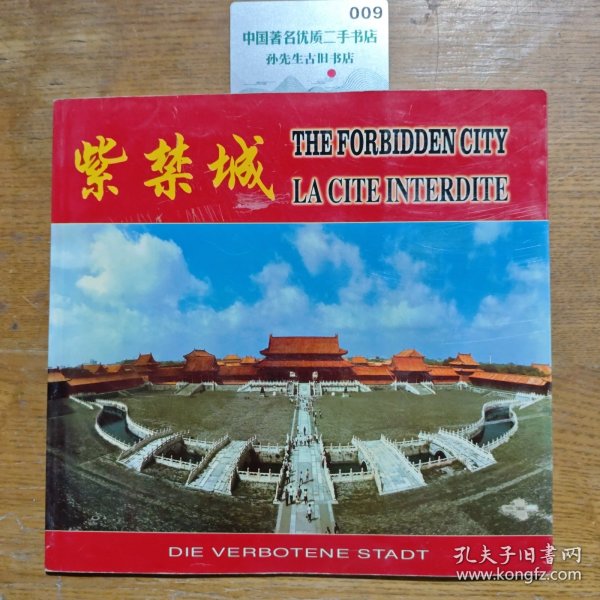 009
中国著名优质二手书店
孙先生古旧书店
紫禁城
THE FORBIDDEN CITY
LA CITE INTERDITE
DIE VERBOTENE STADT
孔夫子旧书网
www.kongfz.com